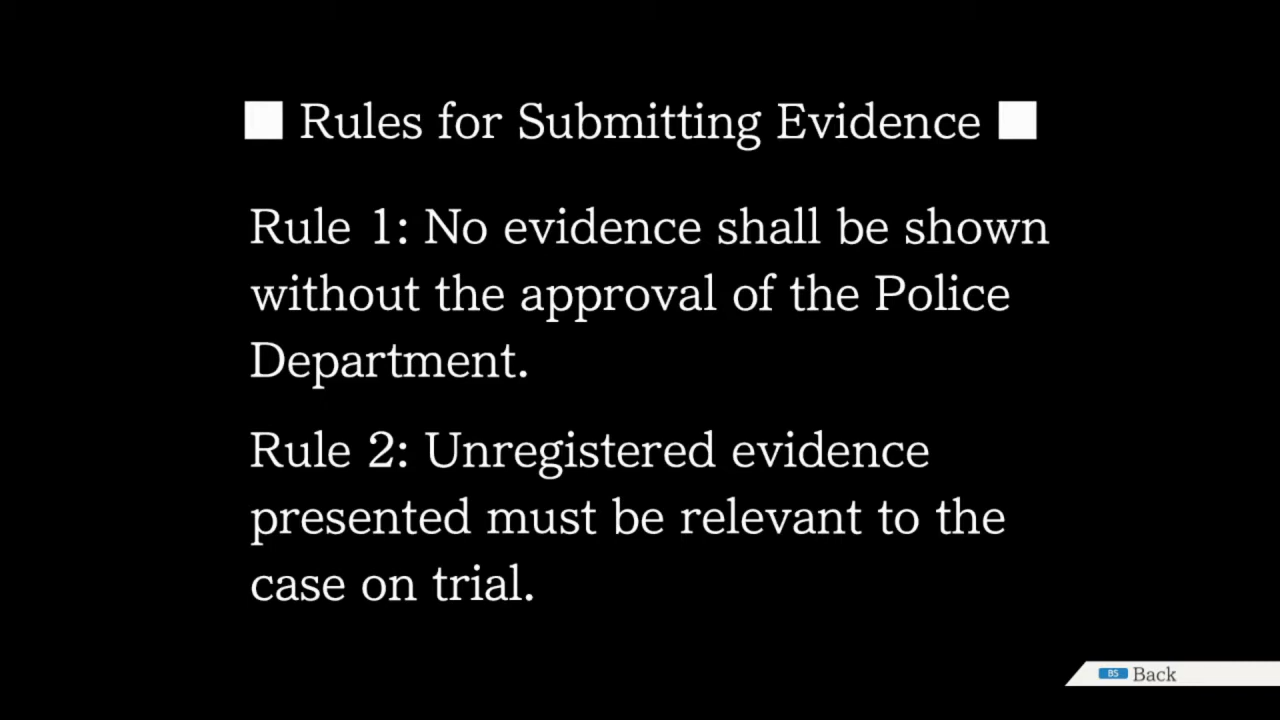 ■ Rules for Submitting Evidence ■
Rule 1: No evidence shall be shown
without the approval of the Police
Department.
Rule 2: Unregistered evidence
presented must be relevant to the
case on trial.
BS Back